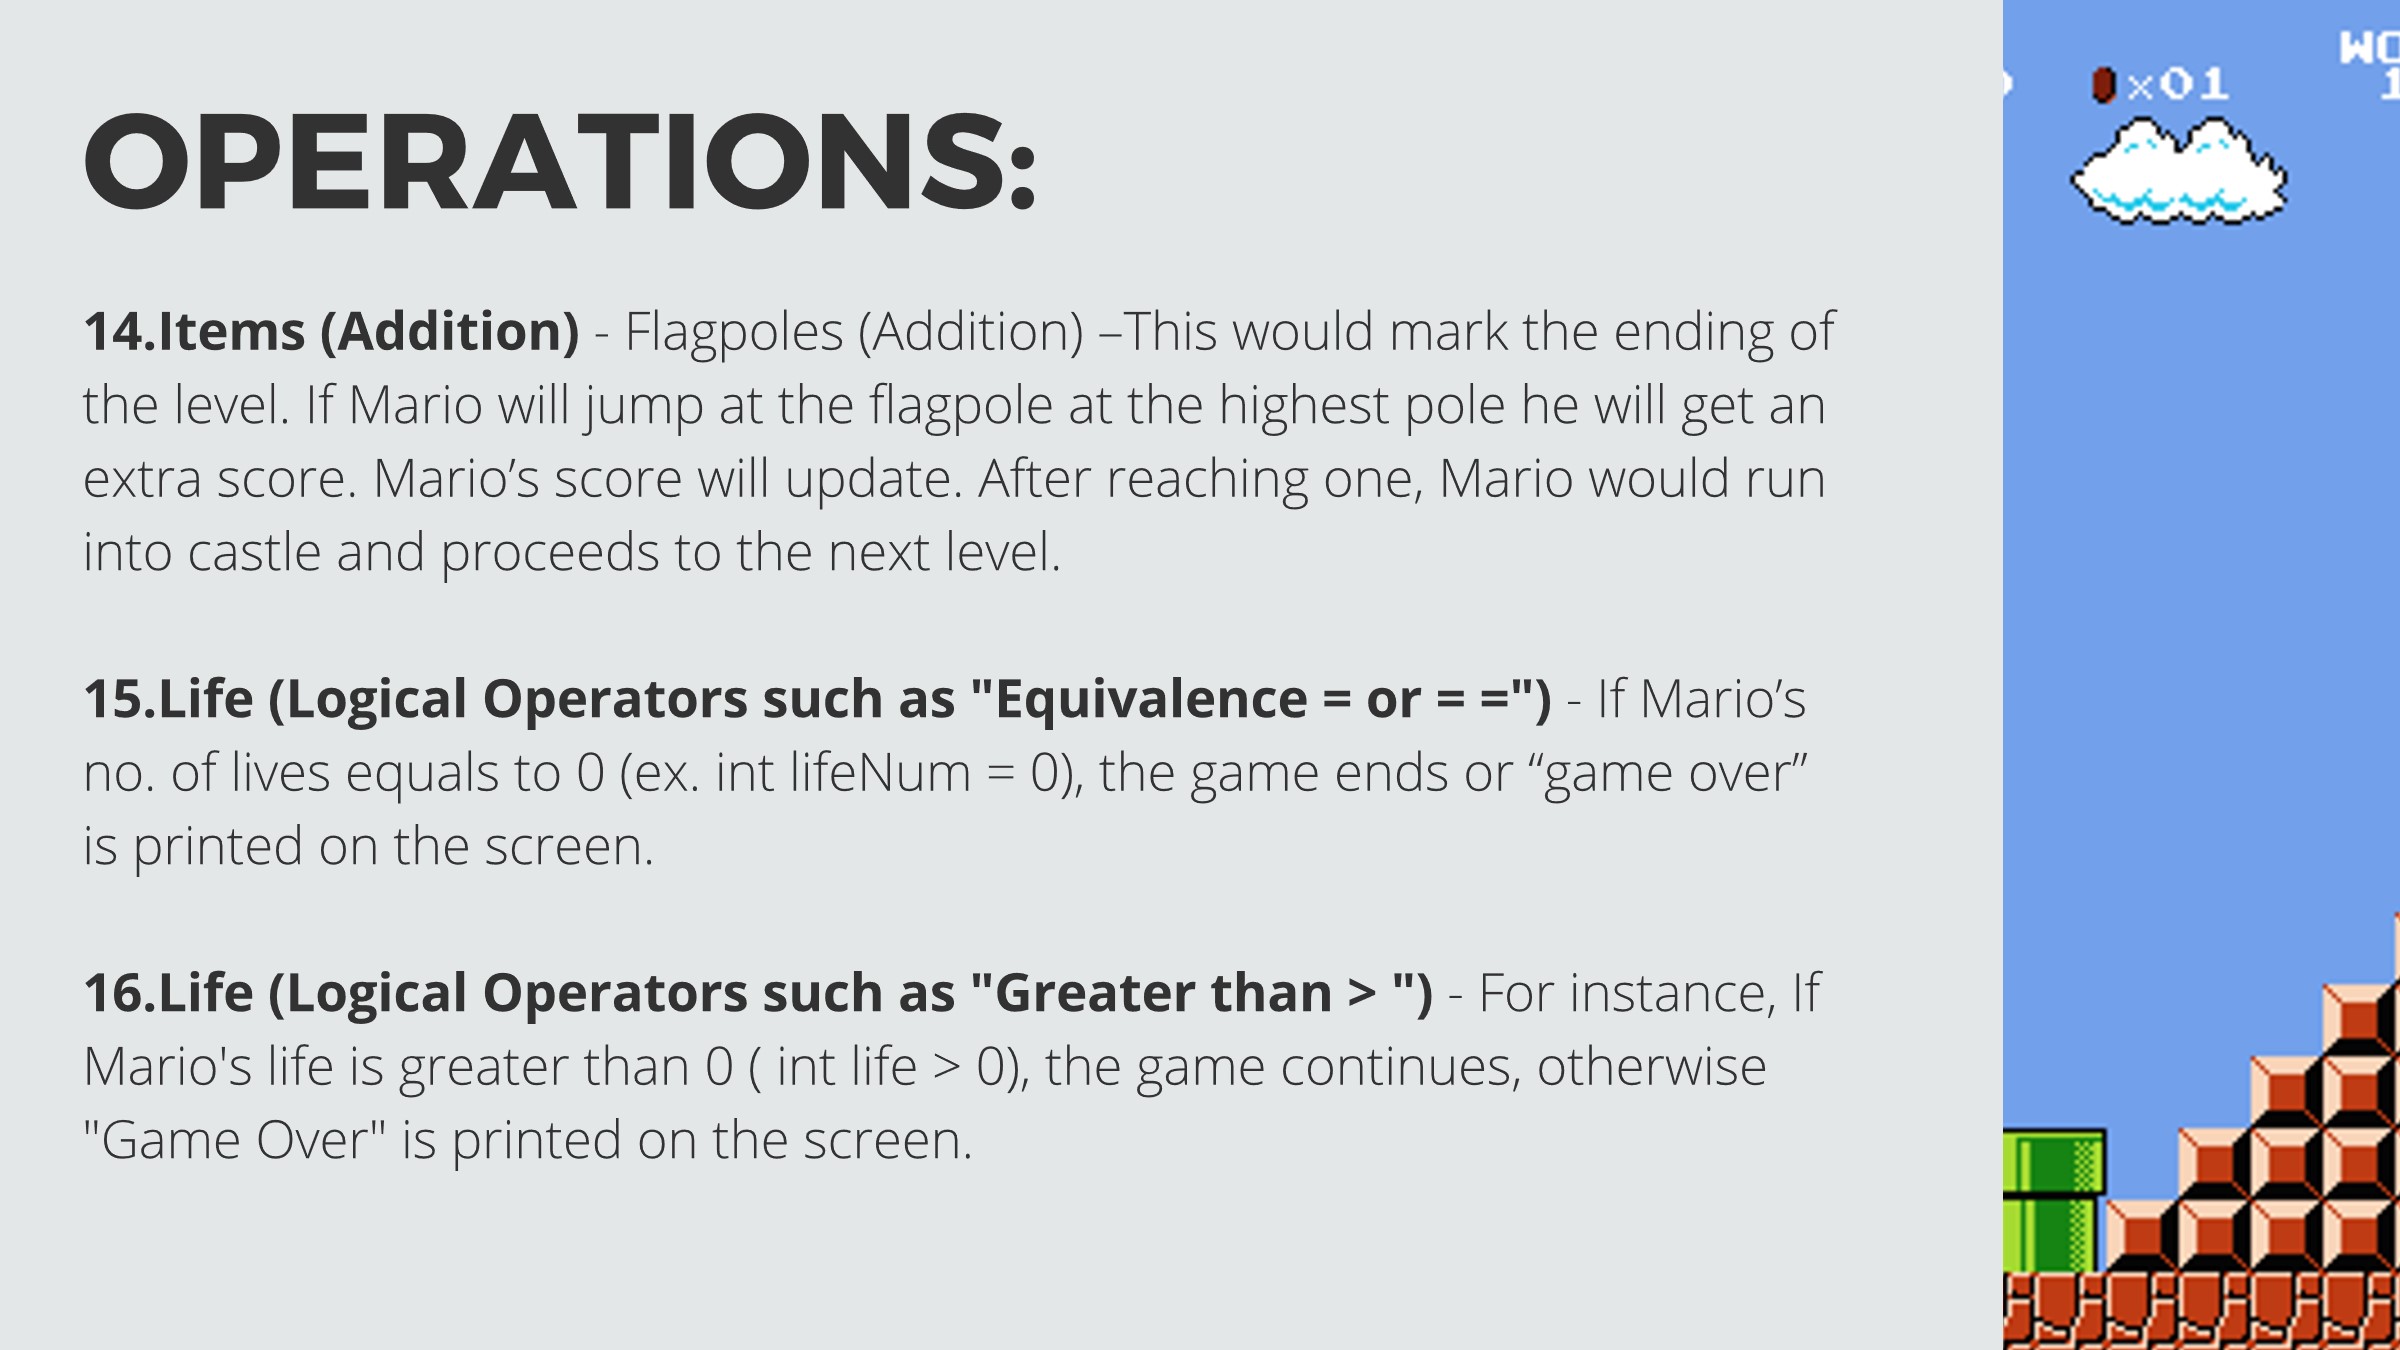 OPERATIONS:
14.Items (Addition) - Flagpoles (Addition) –This would mark the ending of
the level. If Mario will jump at the flagpole at the highest pole he will get an
extra score. Mario’s score will update. After reaching one, Mario would run
into castle and proceeds to the next level.
15.Life (Logical Operators such as "Equivalence = or = =") - If Mario’s
no. of lives equals to 0 (ex. int lifeNum = 0), the game ends or “game over”
is printed on the screen.
16.Life (Logical Operators such as "Greater than > ") - For instance, If
Mario's life is greater than 0 ( int life > 0), the game continues, otherwise
"Game Over" is printed on the screen.
×01